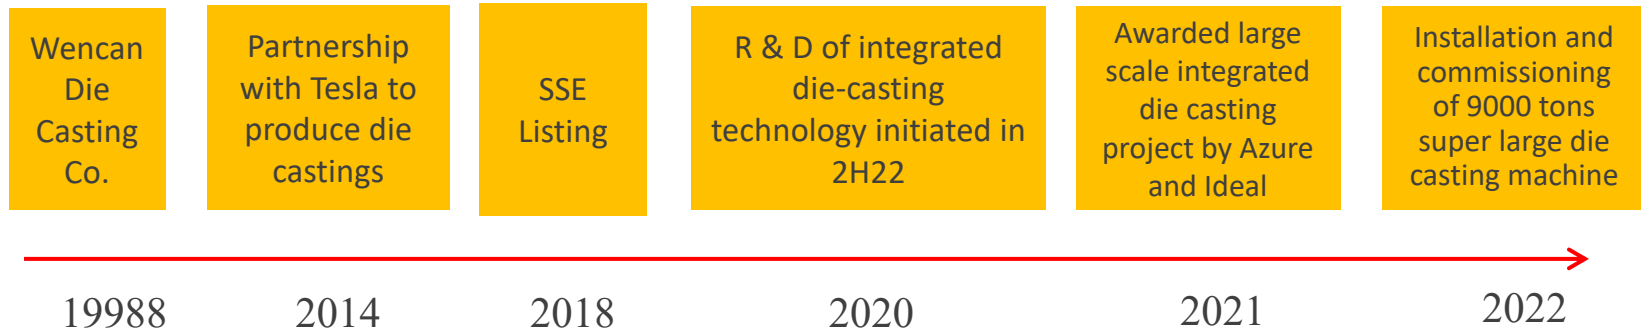 Wencan
Die
Casting
Co.
Partnership
with Tesla to
produce die
castings
SSE
Listing
R & D of integrated
die-casting
technology initiated in
2H22
Awarded large
scale integrated
die casting
project by Azure
and Ideal
Installation and
commissioning
of 9000 tons
super large die
casting machine
19988
2014
2018
2020
2021
2022